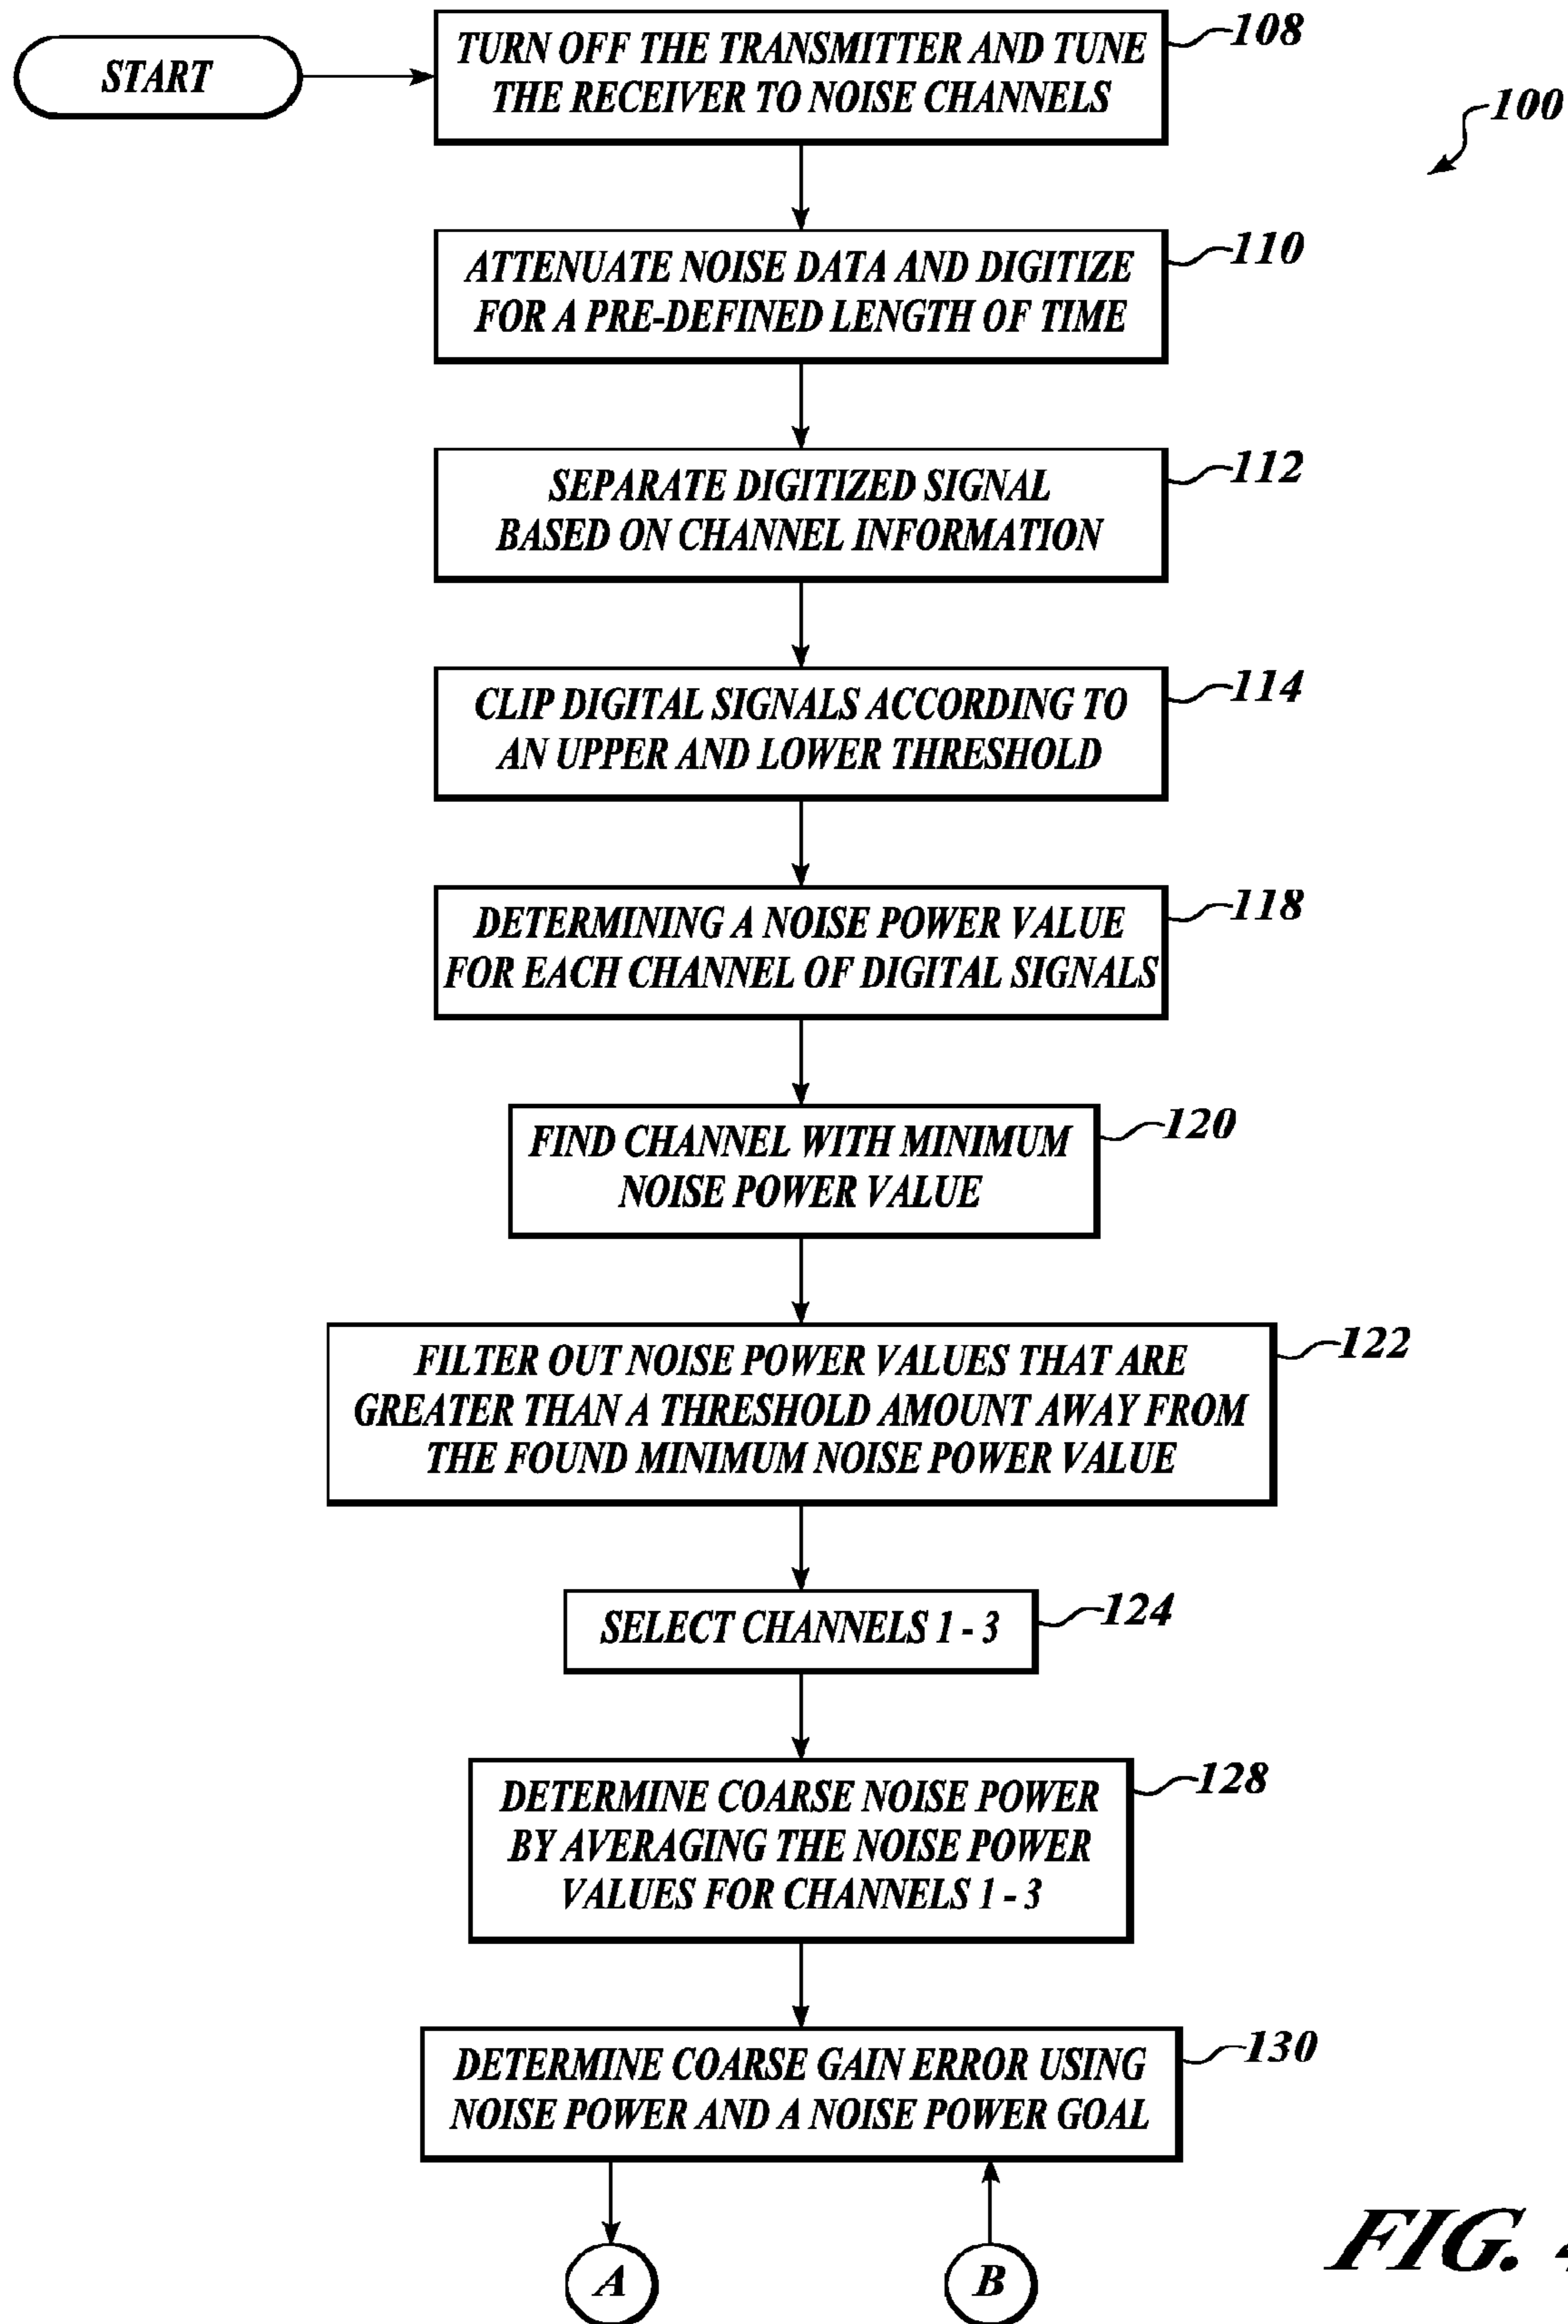 START
TURN OFF THE TRANSMITTER AND TUNE
THE RECEIVER TO NOISE CHANNELS
108
100
ATTENUATE NOISE DATA AND DIGITIZE
FOR A PRE-DEFINED LENGTH OF TIME
110
SEPARATE DIGITIZED SIGNAL
BASED ON CHANNEL INFORMATION
112
CLIP DIGITAL SIGNALS ACCORDING TO
AN UPPER AND LOWER THRESHOLD
114
DETERMINING A NOISE POWER VALUE
FOR EACH CHANNEL OF DIGITAL SIGNALS
118
FIND CHANNEL WITH MINIMUM
NOISE POWER VALUE
120
FILTER OUT NOISE POWER VALUES THAT ARE
GREATER THAN A THRESHOLD AMOUNT AWAY FROM
THE FOUND MINIMUM NOISE POWER VALUE
122
SELECT CHANNELS 1 - 3
124
DETERMINE COARSE NOISE POWER
BY AVERAGING THE NOISE POWER
VALUES FOR CHANNELS 1 - 3
128
DETERMINE COARSE GAIN ERROR USING
NOISE POWER AND A NOISE POWER GOAL
130
A
B
FIG.